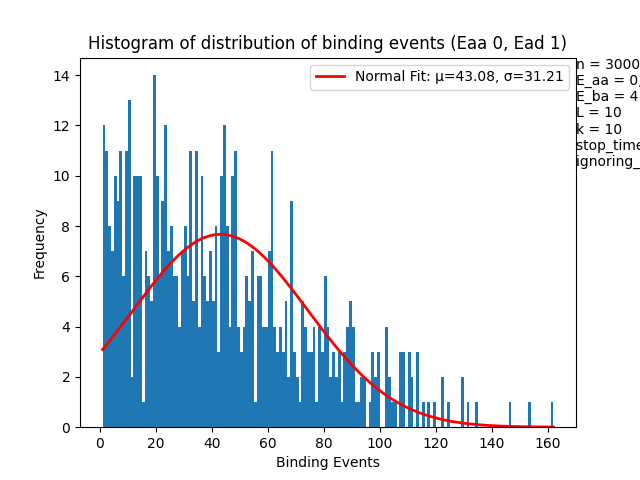 Histogram of distribution of binding events (Eaa 0, Ead 1)
Normal Fit: μ=43.08, σ=31.21
n = 3000
E_aa = 0,
E_ba = 4
L = 10
k = 10
stop_time
ignoring_
Frequency
14
12
10
8
6
4
2
0
0 20 40 60 80 100 120 140 160
Binding Events